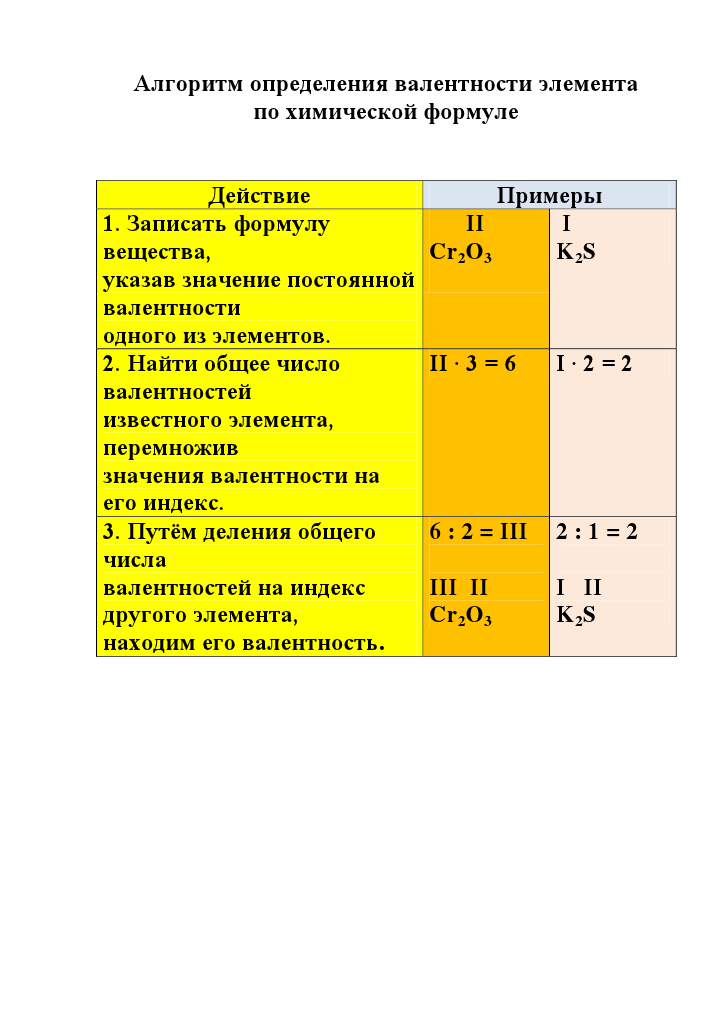 Алгоритм определения валентности элемента
по химической формуле
Действие
Примеры
1. Записать формулу
вещества,
указав значение постоянной
валентности
одного из элементов.
II
Cr₂O₃
I
K₂S
2. Найти общее число
валентностей
известного элемента,
перемножив
значения валентности на
его индекс.
II · 3 = 6
I · 2 = 2
3. Путём деления общего
числа
валентностей на индекс
другого элемента,
находим его валентность.
6 : 2 = III
III II
Cr₂O₃
2 : 1 = 2
I II
K₂S